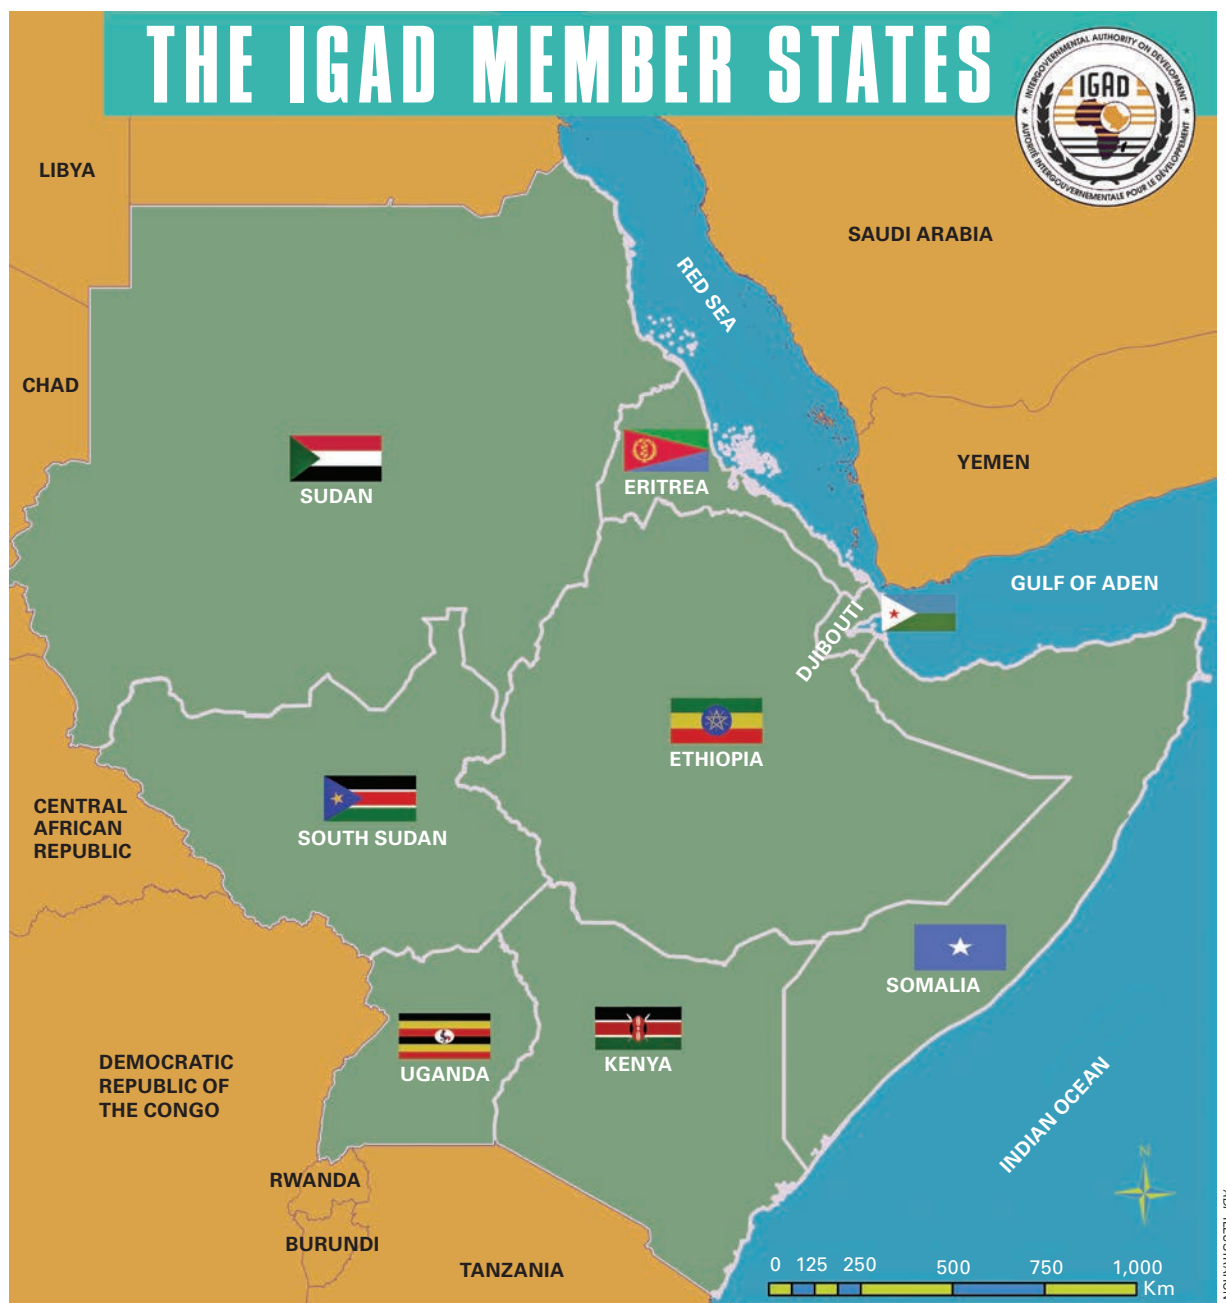 THE IGAD MEMBER STATES
INTERGOVERNMENTAL AUTHORITY ON DEVELOPMENT
IGAD
AUTORITÉ INTERGOUVERNEMENTALE POUR LE DÉVELOPPEMENT
LIBYA
SAUDI ARABIA
RED SEA
CHAD
YEMEN
SUDAN
ERITREA
GULF OF ADEN
DJIBOUTI
ETHIOPIA
CENTRAL
AFRICAN
REPUBLIC
SOUTH SUDAN
SOMALIA
DEMOCRATIC
REPUBLIC OF
THE CONGO
UGANDA
KENYA
INDIAN OCEAN
N
RWANDA
BURUNDI
TANZANIA
0 125 250 500 750 1,000
Km